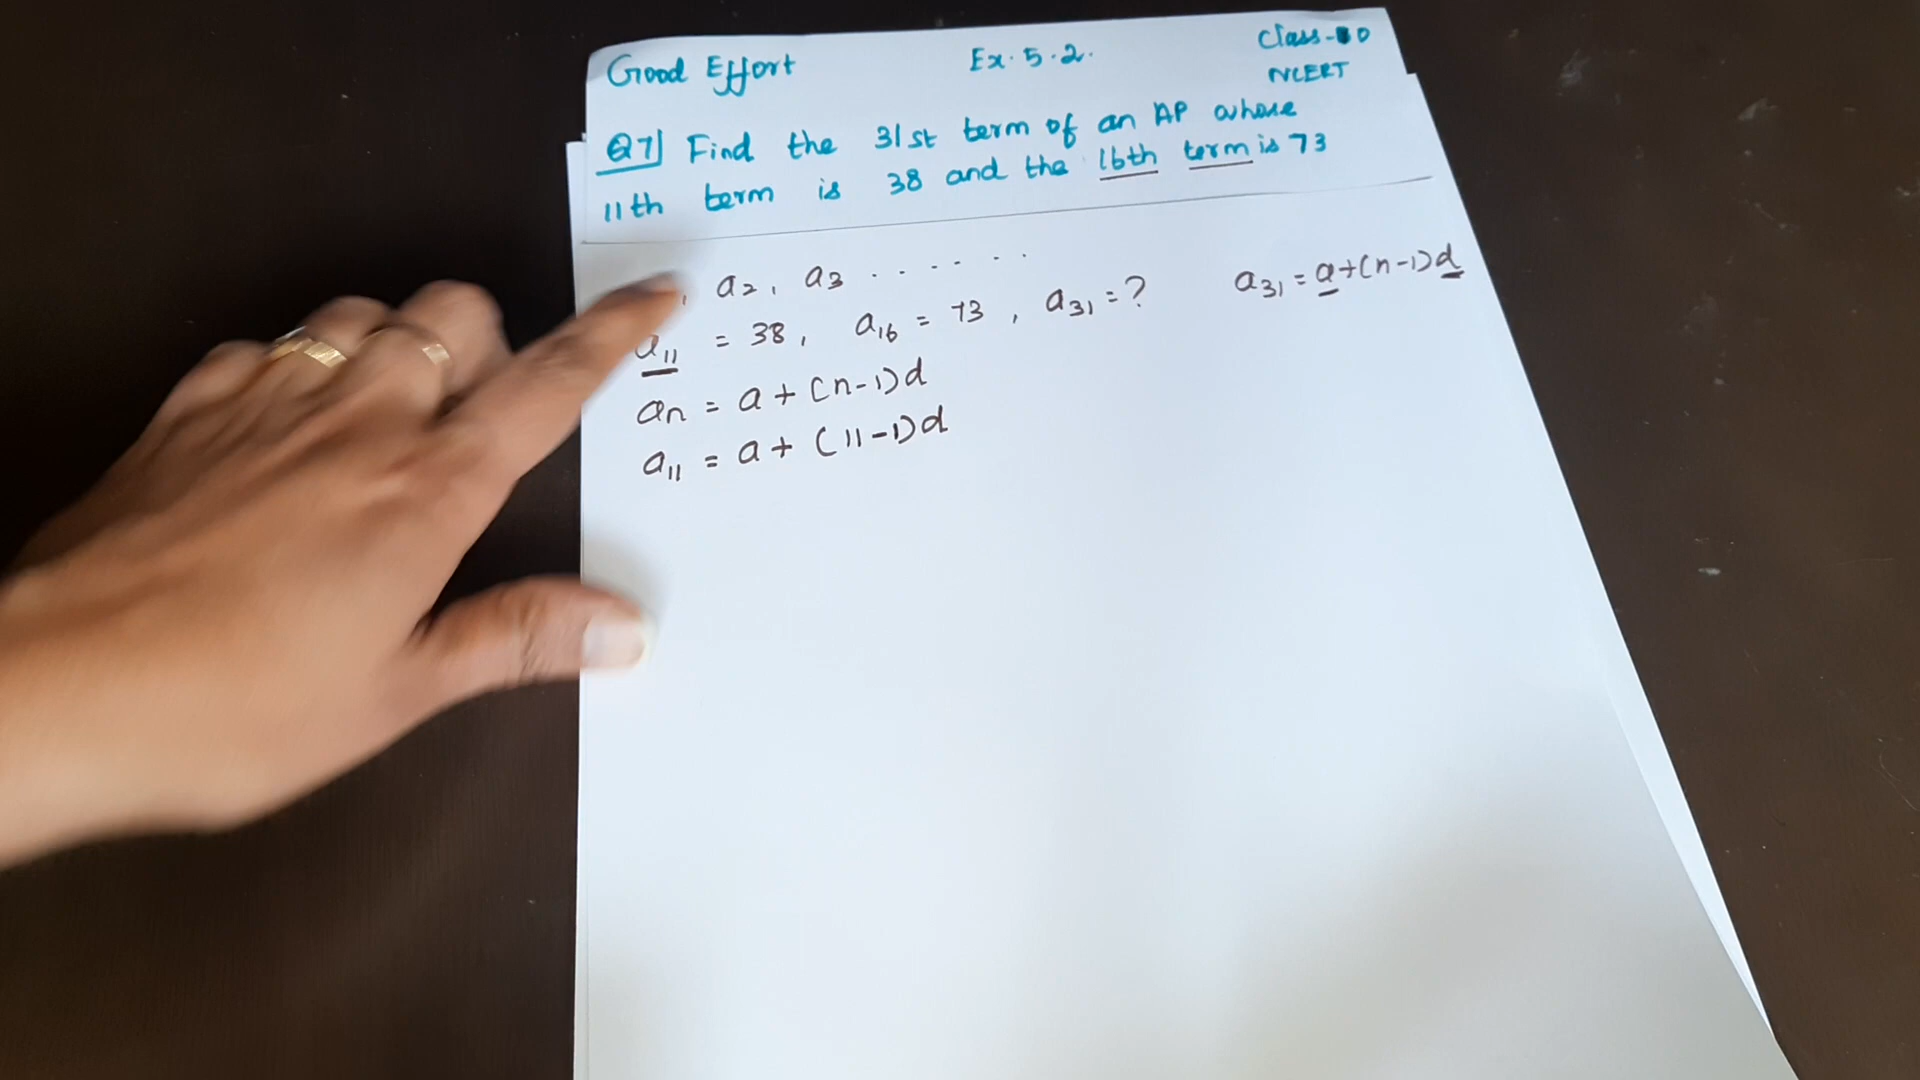 Good Effort Ex. 5.2. Class-10
NCERT
Q7) Find the 31st term of an AP whose
11th term is 38 and the 16th term is 73
, a2, a3 . . . . . .
a11 = 38, a16 = 73, a31 = ? a31 = a+(n-1)d
an = a + (n-1)d
a11 = a + (11-1)d